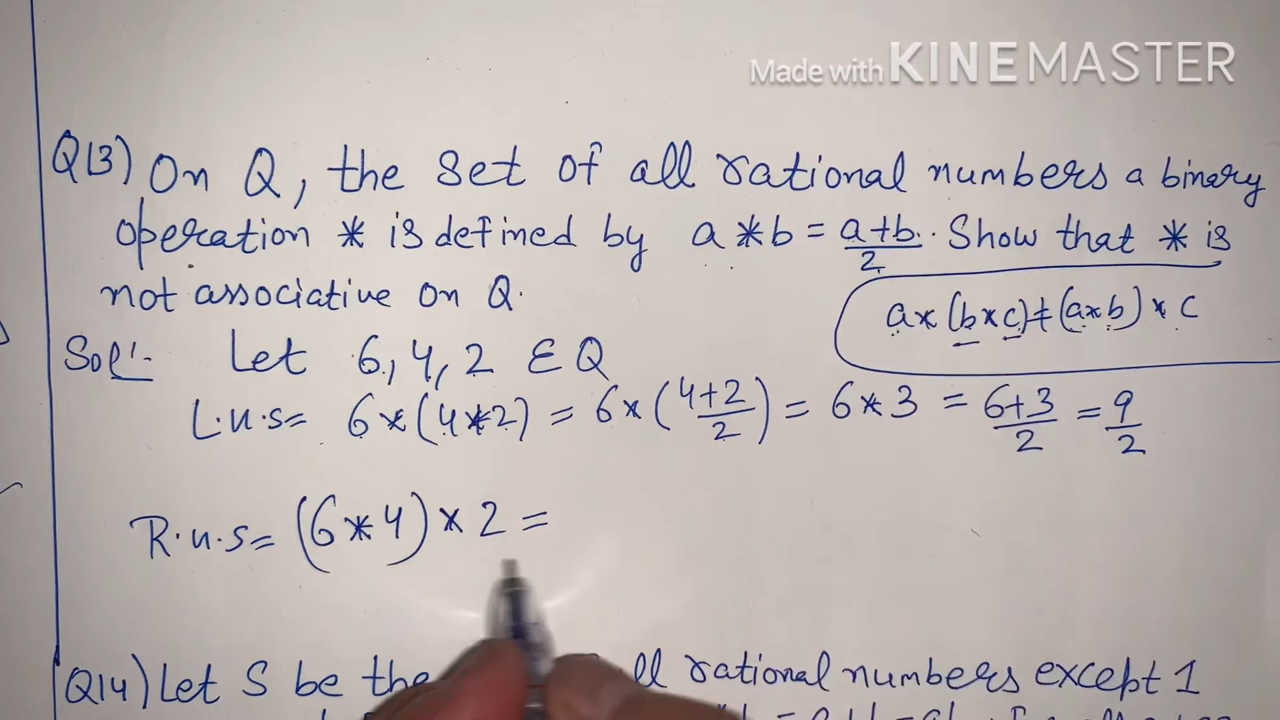 Made with KINEMASTER
Q13) On Q, the set of all rational numbers a binary
operation * is defined by a * b = a+b/2. Show that * is
not associative on Q.
a * (b * c) ≠ (a * b) * c
Sol:- Let 6, 4, 2 ∈ Q
L.H.S = 6 * (4 * 2) = 6 * (4+2/2) = 6 * 3 = 6+3/2 = 9/2
R.H.S = (6 * 4) * 2 =
Q14) Let S be the ll rational numbers except 1